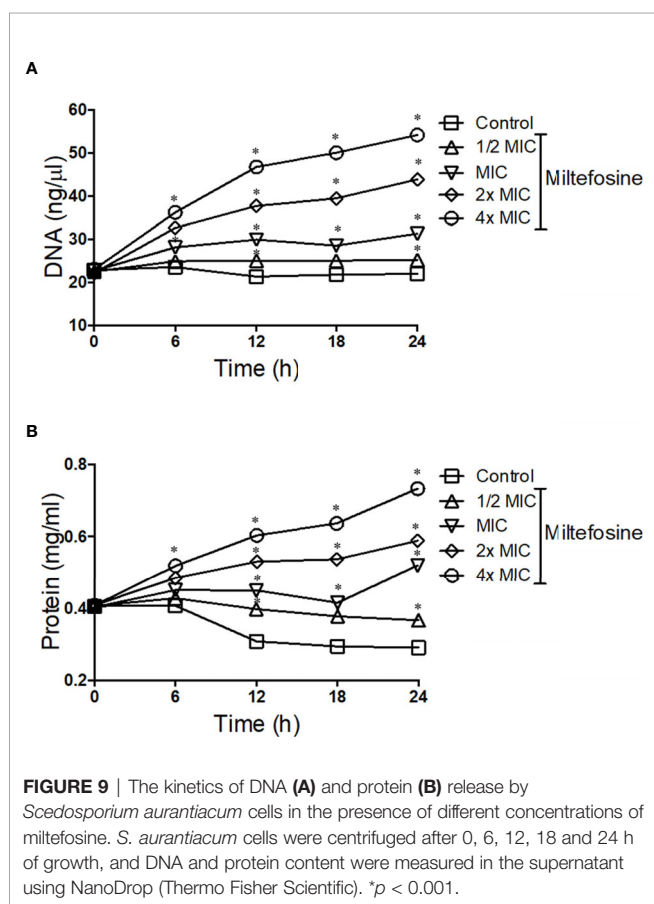 A
60
50
40
30
20
10
DNA (ng/µl)
0 6 12 18 24
Time (h)
* * * *
* * * *
* * * *
* *
Control
1/2 MIC
MIC
2x MIC
4x MIC
Miltefosine
B
0.8
0.6
0.4
0.2
Protein (mg/ml)
0 6 12 18 24
Time (h)
* * * *
* * *
* * *
* *
Control
1/2 MIC
MIC
2x MIC
4x MIC
Miltefosine
FIGURE 9 | The kinetics of DNA (A) and protein (B) release by
Scedosporium aurantiacum cells in the presence of different concentrations of
miltefosine. S. aurantiacum cells were centrifuged after 0, 6, 12, 18 and 24 h
of growth, and DNA and protein content were measured in the supernatant
using NanoDrop (Thermo Fisher Scientific). *p < 0.001.